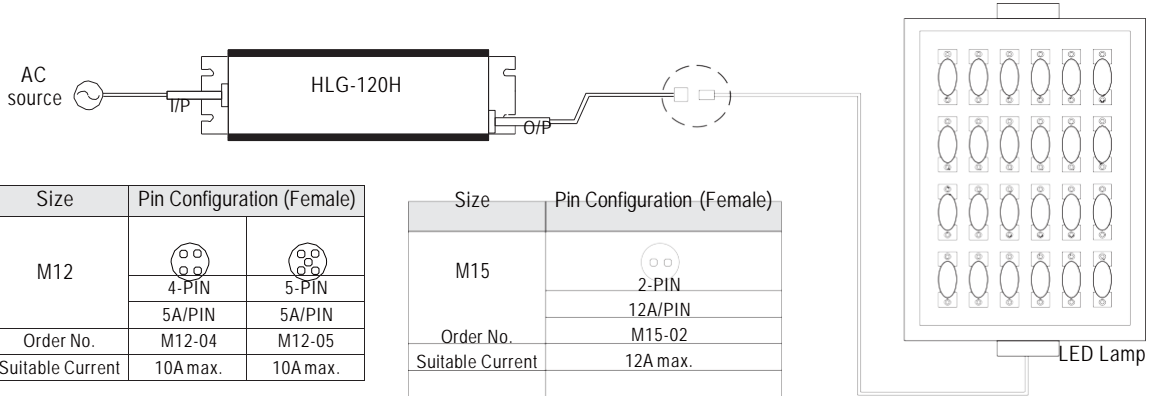 AC
source
I/P
HLG-120H
O/P
Size Pin Configuration (Female)
M12
4-PIN 5-PIN
5A/PIN 5A/PIN
Order No. M12-04 M12-05
Suitable Current 10A max. 10A max.
Size Pin Configuration (Female)
M15
2-PIN
12A/PIN
Order No. M15-02
Suitable Current 12A max.
LED Lamp